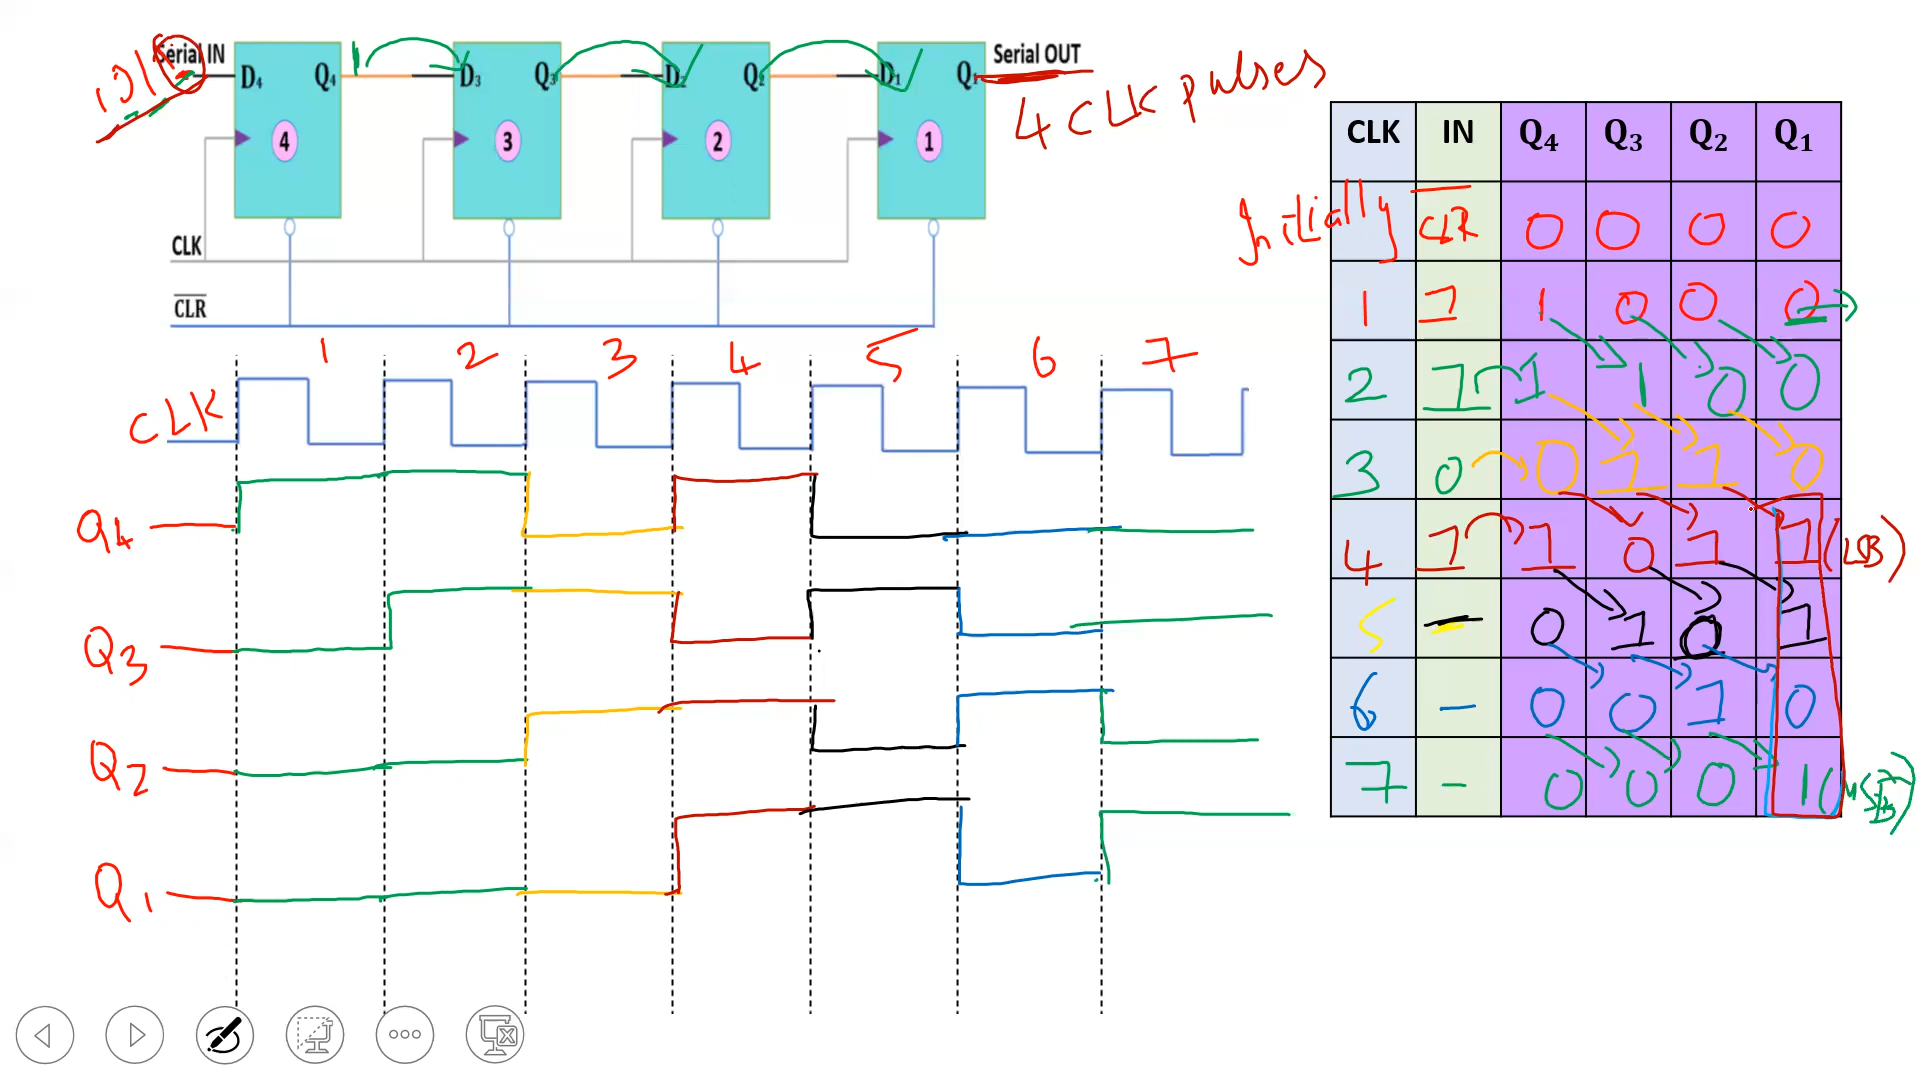 Serial IN
1011
D4 Q4 D3 Q3 D2 Q2 D1 Q1
Serial OUT
4 CLK pulses
4 3 2 1
CLK
CLR
1 2 3 4 5 6 7
CLK
Q4
Q3
Q2
Q1
CLK IN Q4 Q3 Q2 Q1
Initially CLR 0 0 0 0
1 1 1 0 0 0
2 1 1 1 0 0
3 0 0 1 1 0
4 1 1 0 1 1 (LSB)
5 - 0 1 0 1
6 - 0 0 1 0
7 - 0 0 0 1 (MSB)